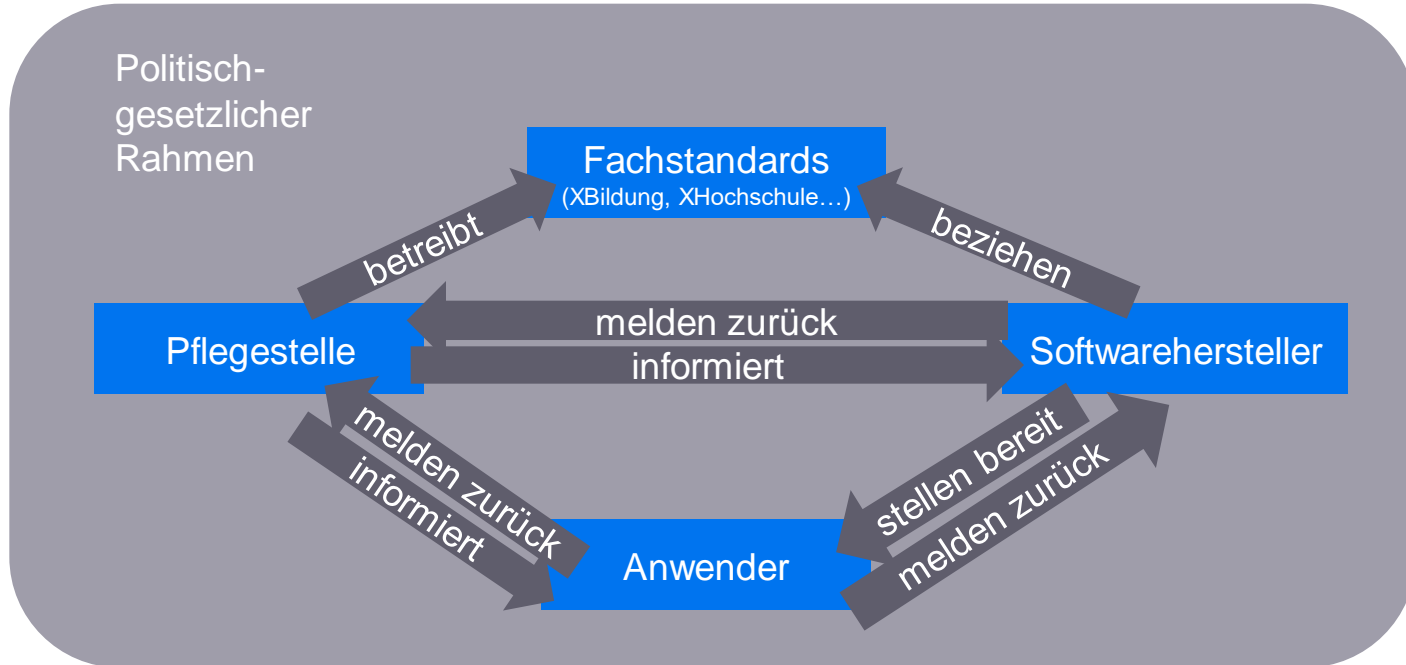 Politisch-
gesetzlicher
Rahmen
Fachstandards
(XBildung, XHochschule…)
betreibt
beziehen
melden zurück
Pflegestelle
Softwarehersteller
informiert
melden zurück
informiert
stellen bereit
melden zurück
Anwender